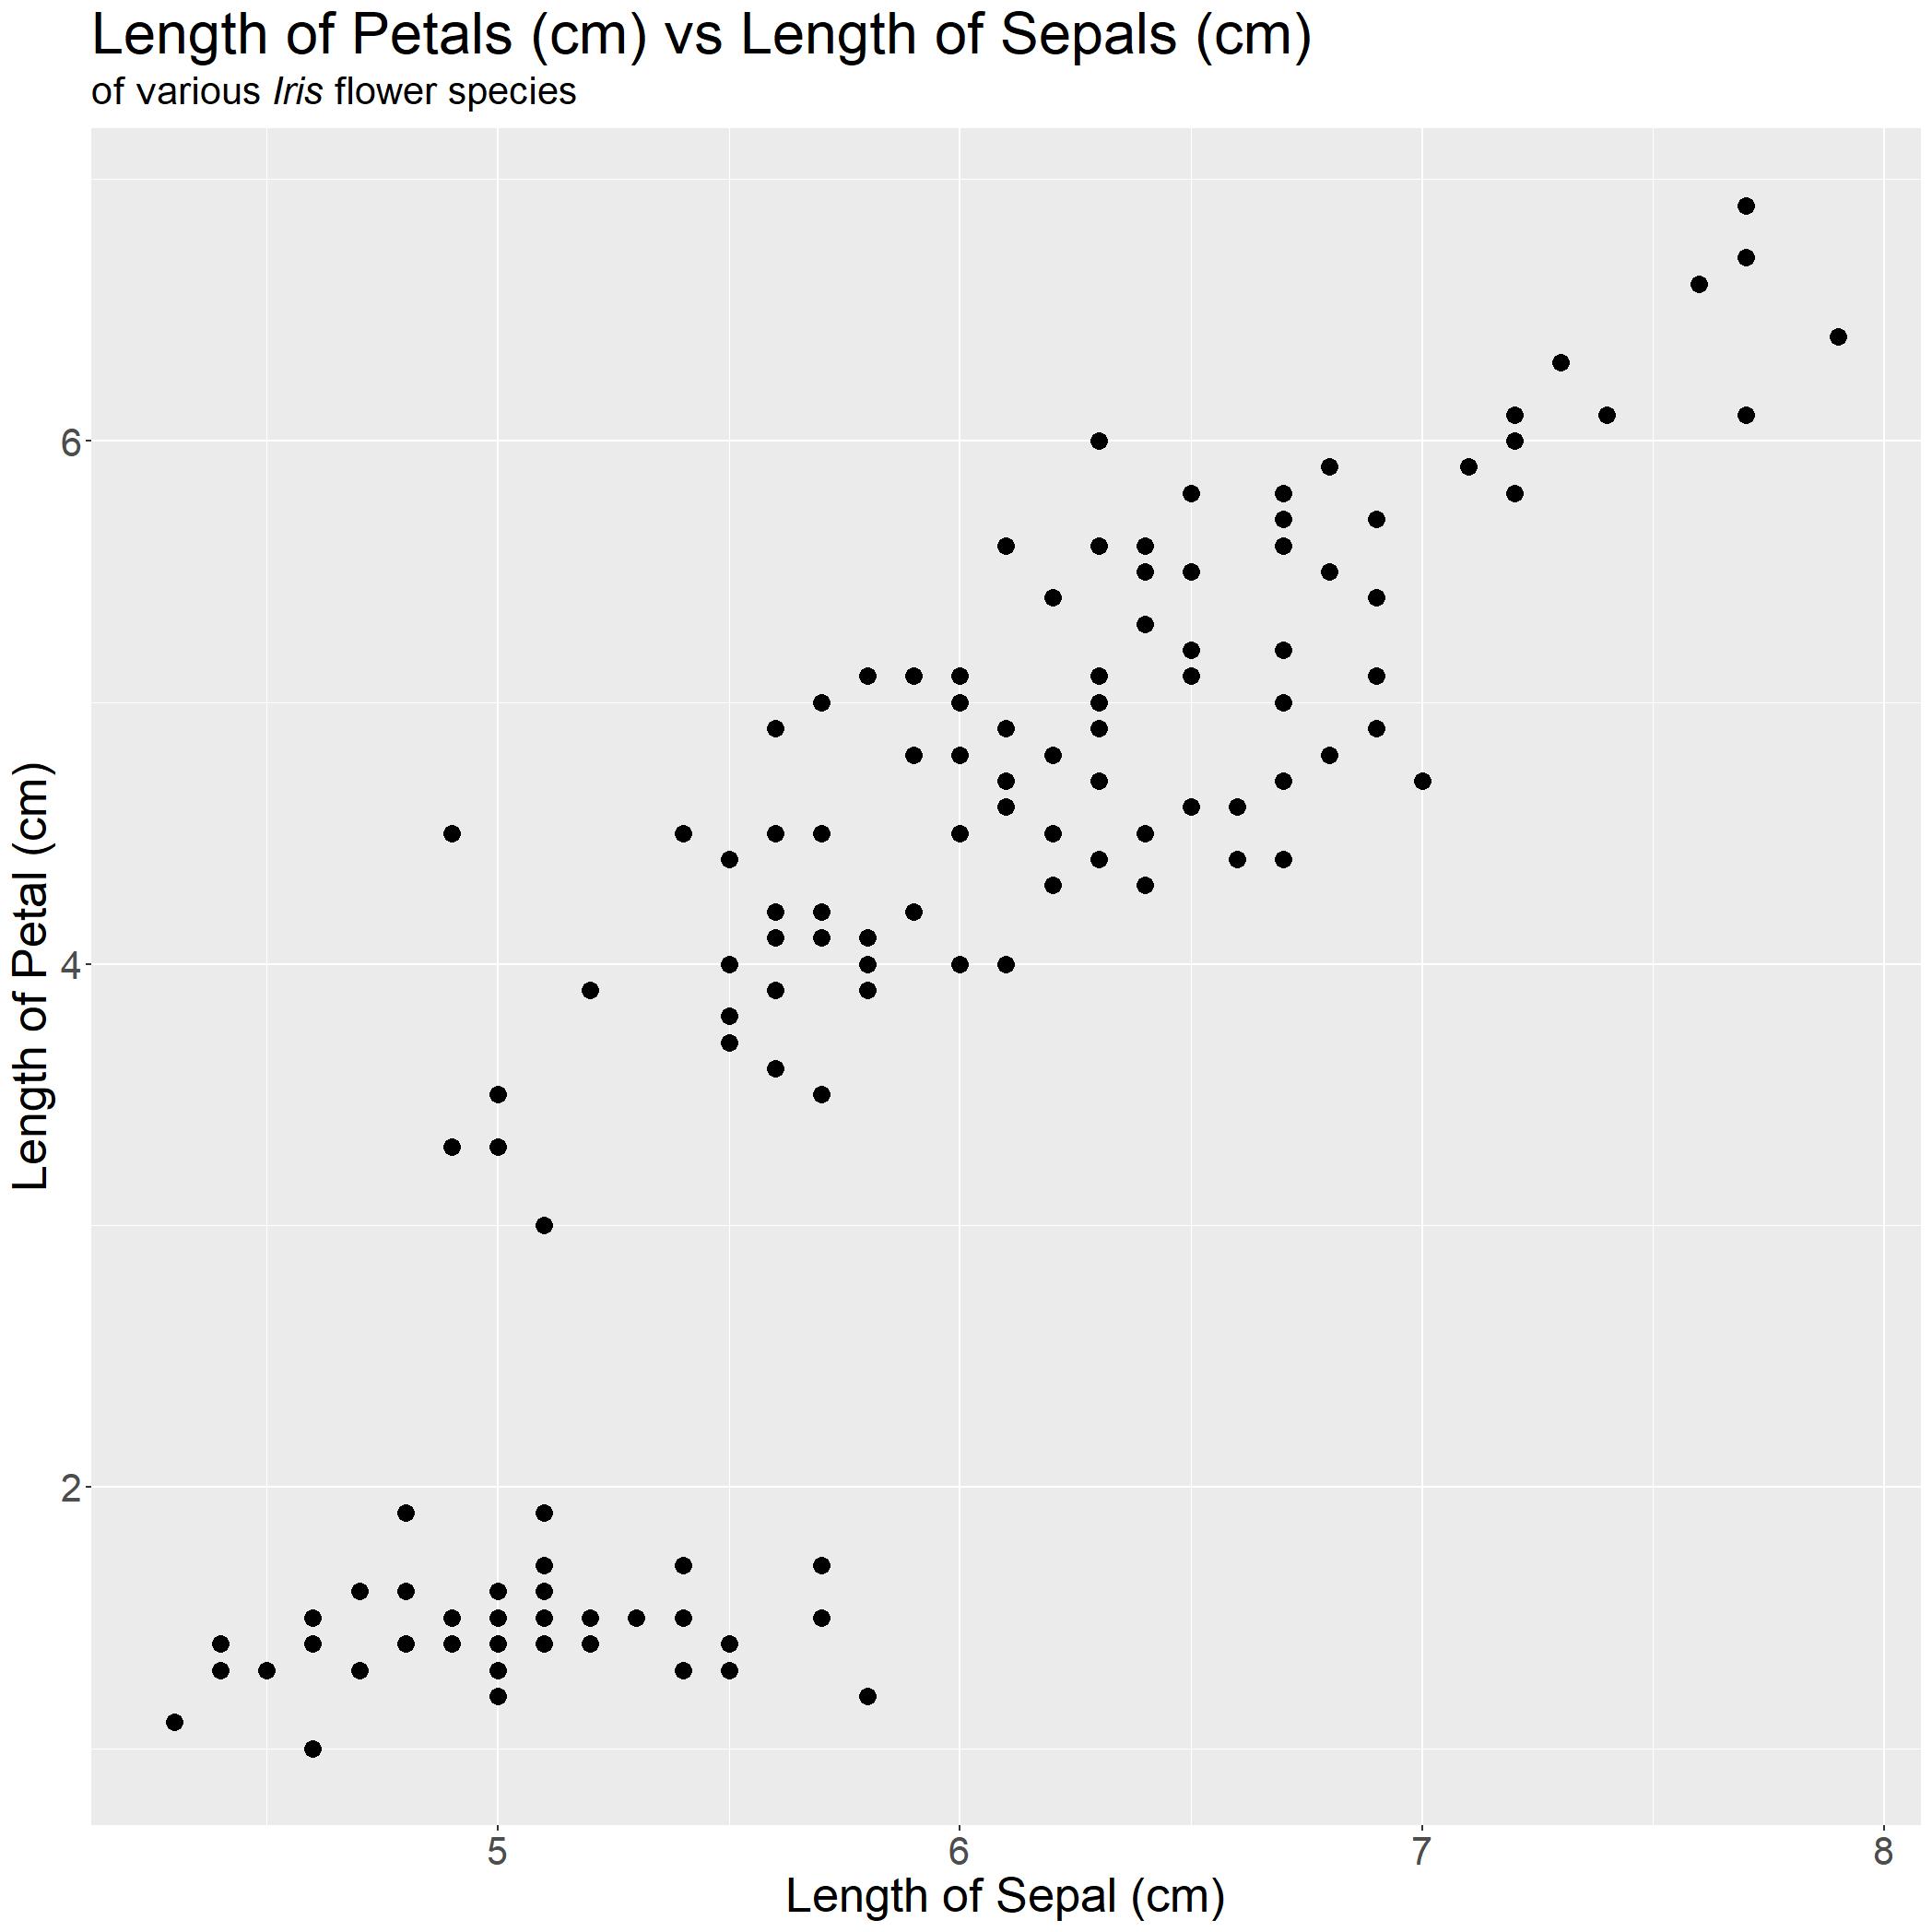 Length of Petals (cm) vs Length of Sepals (cm)
of various Iris flower species
Length of Petal (cm)
6
4
2
5
6
7
8
Length of Sepal (cm)